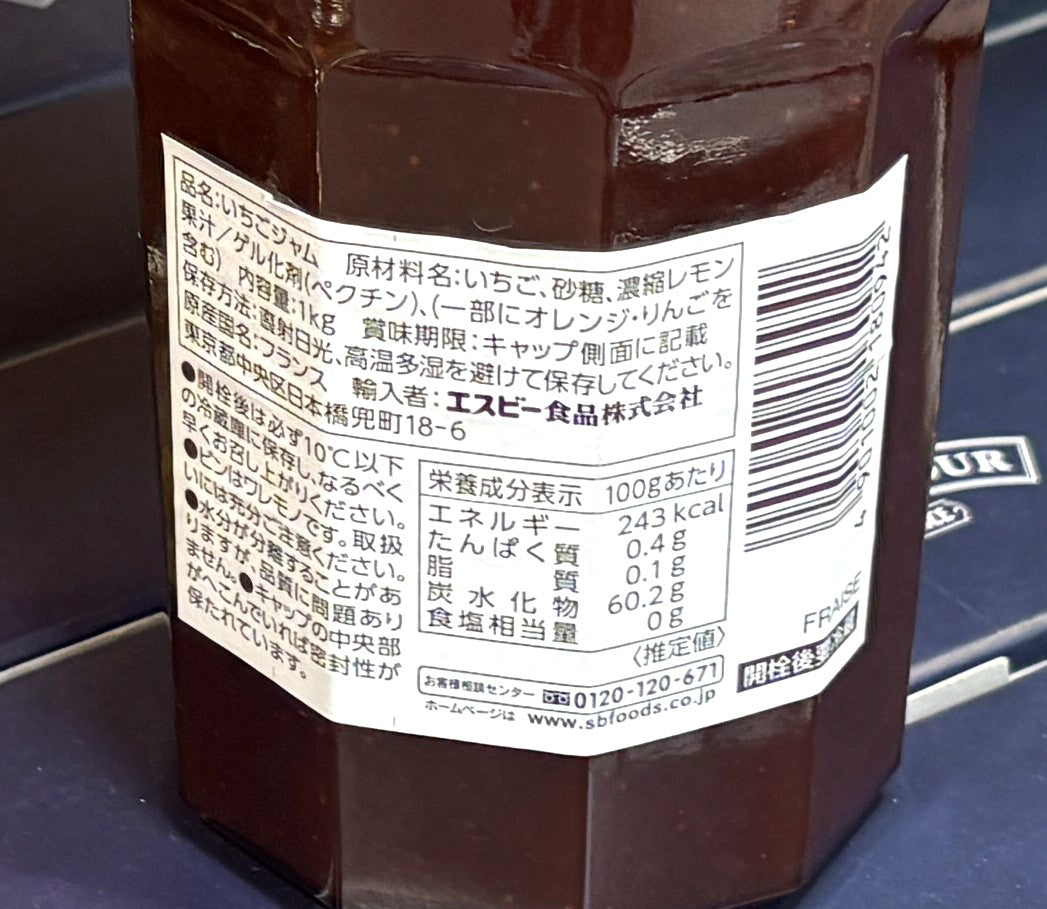 品名:いちごジャム 原材料名:いちご、砂糖、濃縮レモン
果汁/ゲル化剤(ペクチン)、(一部にオレンジ・りんごを
含む) 内容量:1kg 賞味期限:キャップ側面に記載
保存方法:直射日光、高温多湿を避けて保存してください。
原産国名:フランス 輸入者:エスビー食品株式会社
東京都中央区日本橋兜町18-6
●開栓後は必ず10℃以下
の冷蔵庫に保存し、なるべく
早くお召し上がりください。
●ビンはワレモノです。取扱
いには充分ご注意ください。
●水分が分離することがあ
りますが、品質に問題あり
ません。●キャップの中央部
がへこんでいれば密封性が
保たれています。
栄養成分表示 100gあたり
エネルギー 243kcal
たんぱく質 0.4g
脂質 0.1g
炭水化物 60.2g
食塩相当量 0g
〈推定値〉
お客様相談センター 0120-120-671
ホームページは www.sbfoods.co.jp
FRAISE
開栓後要冷蔵
OUR